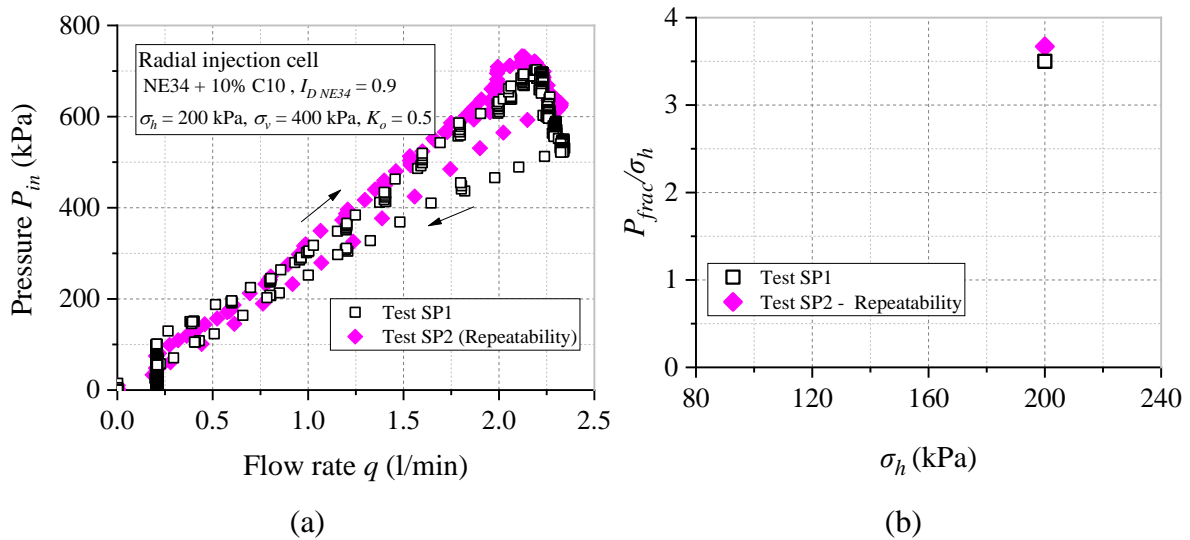 800
600
400
200
0
Pressure P_in (kPa)
Radial injection cell
NE34 + 10% C10 , I_D NE34 = 0.9
σ_h = 200 kPa, σ_v = 400 kPa, K_o = 0.5
Test SP1
Test SP2 (Repeatability)
0.0 0.5 1.0 1.5 2.0 2.5
Flow rate q (l/min)
(a)
4
3
2
1
0
P_frac/σ_h
Test SP1
Test SP2 - Repeatability
80 120 160 200 240
σ_h (kPa)
(b)